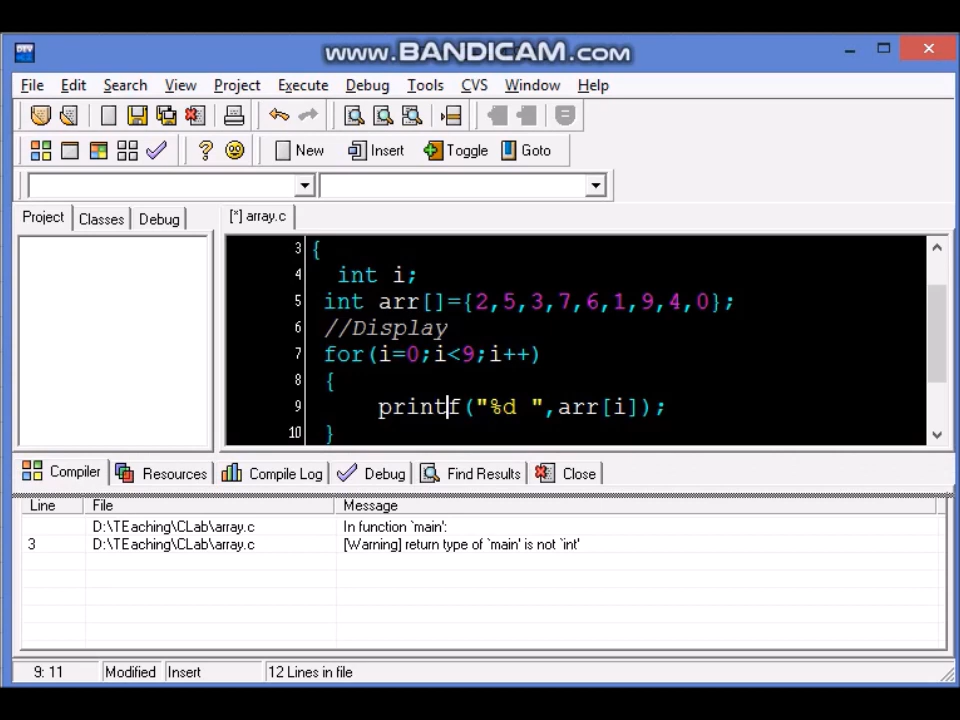 www.BANDICAM.com
File Edit Search View Project Execute Debug Tools CVS Window Help
New Insert Toggle Goto
Project Classes Debug [*] array.c
3 {
4 int i;
5 int arr[]={2,5,3,7,6,1,9,4,0};
6 //Display
7 for(i=0;i<9;i++)
8 {
9 printf("%d ",arr[i]);
10 }
Compiler Resources Compile Log Debug Find Results Close
Line File Message
D:\TEaching\CLab\array.c In function `main':
3 D:\TEaching\CLab\array.c [Warning] return type of `main' is not `int'
9: 11 Modified Insert 12 Lines in file